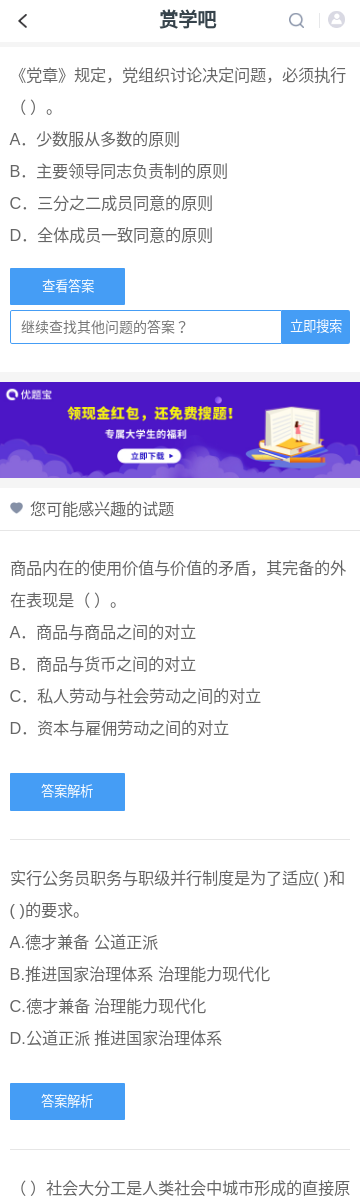 赏学吧
《党章》规定，党组织讨论决定问题，必须执行
（ ）。
A．少数服从多数的原则
B．主要领导同志负责制的原则
C．三分之二成员同意的原则
D．全体成员一致同意的原则
查看答案
继续查找其他问题的答案？
立即搜索
优题宝
领现金红包，还免费搜题！
专属大学生的福利
立即下载
您可能感兴趣的试题
商品内在的使用价值与价值的矛盾，其完备的外
在表现是（ ）。
A．商品与商品之间的对立
B．商品与货币之间的对立
C．私人劳动与社会劳动之间的对立
D．资本与雇佣劳动之间的对立
答案解析
实行公务员职务与职级并行制度是为了适应( )和
( )的要求。
A.德才兼备 公道正派
B.推进国家治理体系 治理能力现代化
C.德才兼备 治理能力现代化
D.公道正派 推进国家治理体系
答案解析
（ ）社会大分工是人类社会中城市形成的直接原